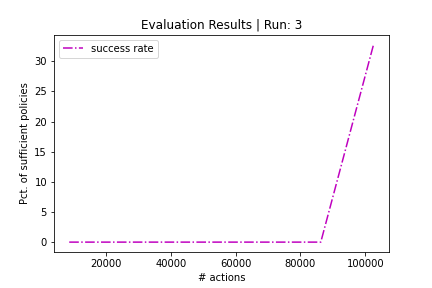 Evaluation Results | Run: 3
success rate
Pct. of sufficient policies
30
25
20
15
10
5
0
20000 40000 60000 80000 100000
# actions